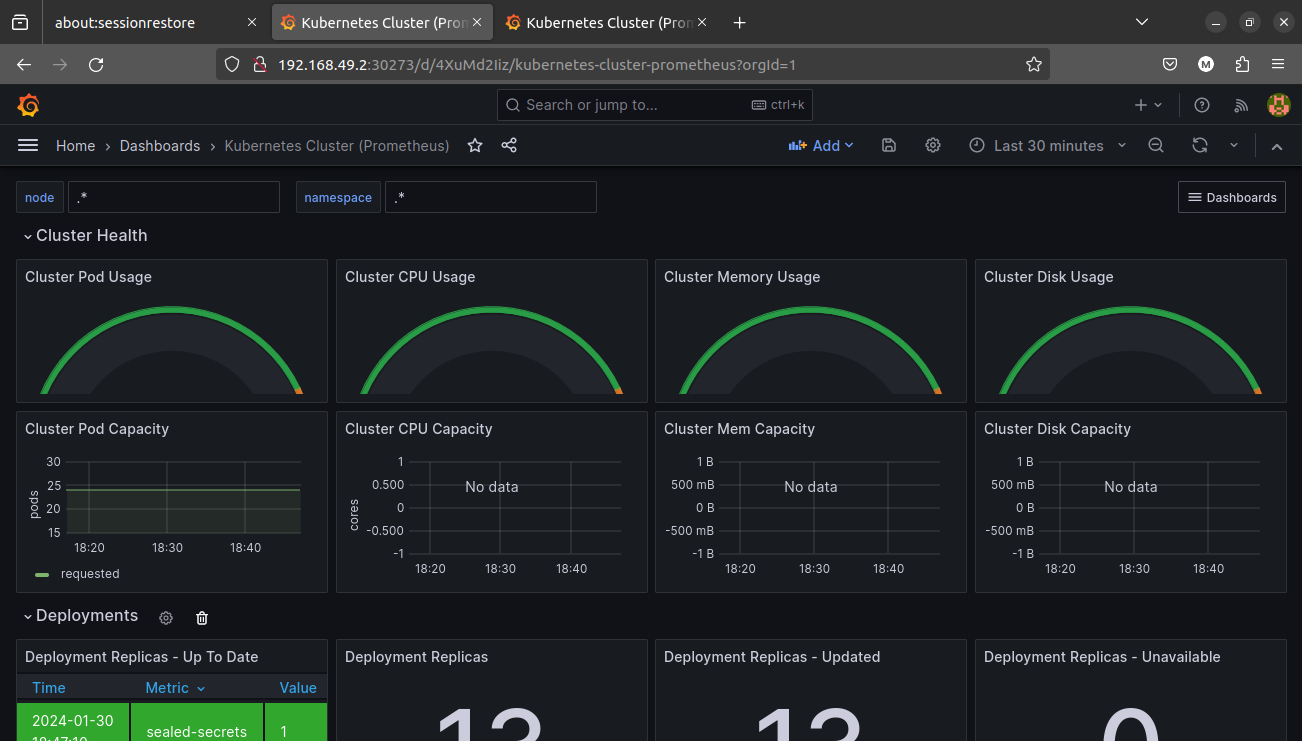 about:sessionrestore
Kubernetes Cluster (Pro
Kubernetes Cluster (Pro
192.168.49.2:30273/d/4XuMd2Iiz/kubernetes-cluster-prometheus?orgId=1
M
Search or jump to...
ctrl+k
Home › Dashboards › Kubernetes Cluster (Prometheus)
Add
Last 30 minutes
node
.*
namespace
.*
Dashboards
Cluster Health
Cluster Pod Usage
Cluster CPU Usage
Cluster Memory Usage
Cluster Disk Usage
Cluster Pod Capacity
30
25
20
15
pods
18:20 18:30 18:40
requested
Cluster CPU Capacity
1
0.500
0
-0.500
-1
cores
No data
18:20 18:30 18:40
Cluster Mem Capacity
1 B
500 mB
0 B
-500 mB
-1 B
No data
18:20 18:30 18:40
Cluster Disk Capacity
1 B
500 mB
0 B
-500 mB
-1 B
No data
18:20 18:30 18:40
Deployments
Deployment Replicas - Up To Date
Time Metric Value
2024-01-30
sealed-secrets
1
Deployment Replicas
Deployment Replicas - Updated
Deployment Replicas - Unavailable
0